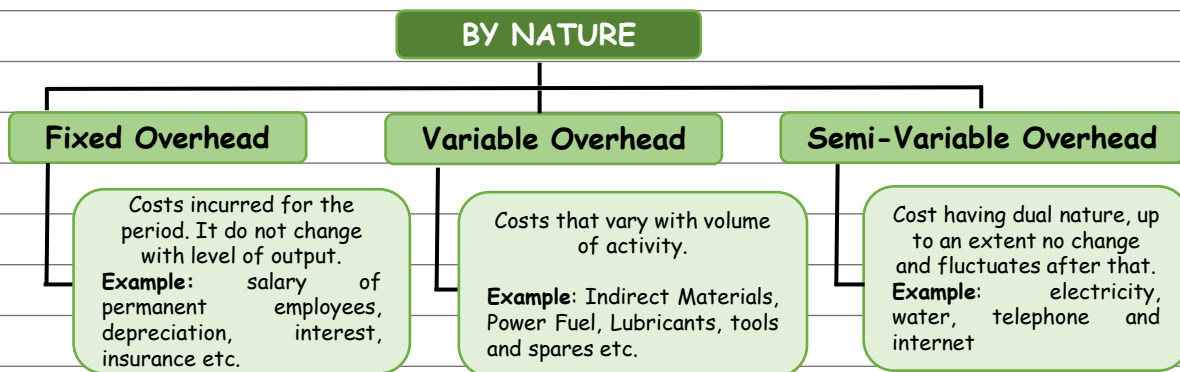 BY NATURE
Fixed Overhead
Variable Overhead
Semi-Variable Overhead
Costs incurred for the
period. It do not change
with level of output.
Example: salary of
permanent employees,
depreciation, interest,
insurance etc.
Costs that vary with volume
of activity.
Example: Indirect Materials,
Power Fuel, Lubricants, tools
and spares etc.
Cost having dual nature, up
to an extent no change
and fluctuates after that.
Example: electricity,
water, telephone and
internet